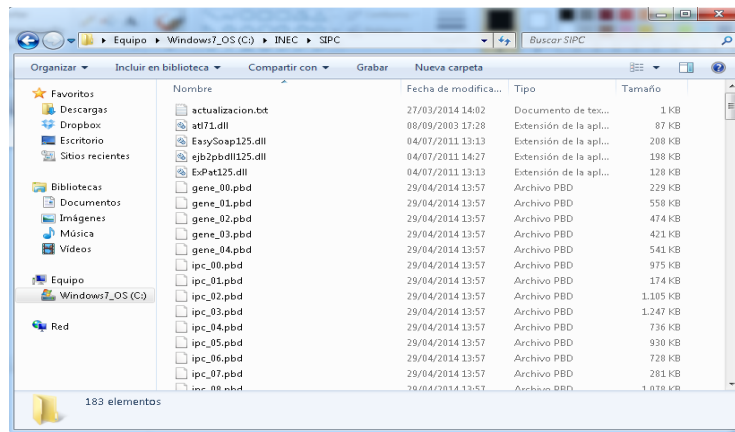 Equipo Windows7_OS (C:) INEC SIPC Buscar SIPC
Organizar Incluir en biblioteca Compartir con Grabar Nueva carpeta
Favoritos
Descargas
Dropbox
Escritorio
Sitios recientes
Bibliotecas
Documentos
Imágenes
Música
Vídeos
Equipo
Windows7_OS (C:)
Red
Nombre Fecha de modifica... Tipo Tamaño
actualizacion.txt 27/03/2014 14:02 Documento de tex... 1 KB
atl71.dll 08/09/2003 17:28 Extensión de la apl... 87 KB
EasySoap125.dll 04/07/2011 13:13 Extensión de la apl... 208 KB
ejb2pbdll125.dll 04/07/2011 14:27 Extensión de la apl... 198 KB
ExPat125.dll 04/07/2011 13:13 Extensión de la apl... 128 KB
gene_00.pbd 29/04/2014 13:57 Archivo PBD 229 KB
gene_01.pbd 29/04/2014 13:57 Archivo PBD 558 KB
gene_02.pbd 29/04/2014 13:57 Archivo PBD 474 KB
gene_03.pbd 29/04/2014 13:57 Archivo PBD 421 KB
gene_04.pbd 29/04/2014 13:57 Archivo PBD 541 KB
ipc_00.pbd 29/04/2014 13:57 Archivo PBD 975 KB
ipc_01.pbd 29/04/2014 13:57 Archivo PBD 174 KB
ipc_02.pbd 29/04/2014 13:57 Archivo PBD 1.105 KB
ipc_03.pbd 29/04/2014 13:57 Archivo PBD 1.247 KB
ipc_04.pbd 29/04/2014 13:57 Archivo PBD 736 KB
ipc_05.pbd 29/04/2014 13:57 Archivo PBD 930 KB
ipc_06.pbd 29/04/2014 13:57 Archivo PBD 728 KB
ipc_07.pbd 29/04/2014 13:57 Archivo PBD 281 KB
ipc_08.pbd 29/04/2014 13:57 Archivo PBD 1.078 KB
183 elementos